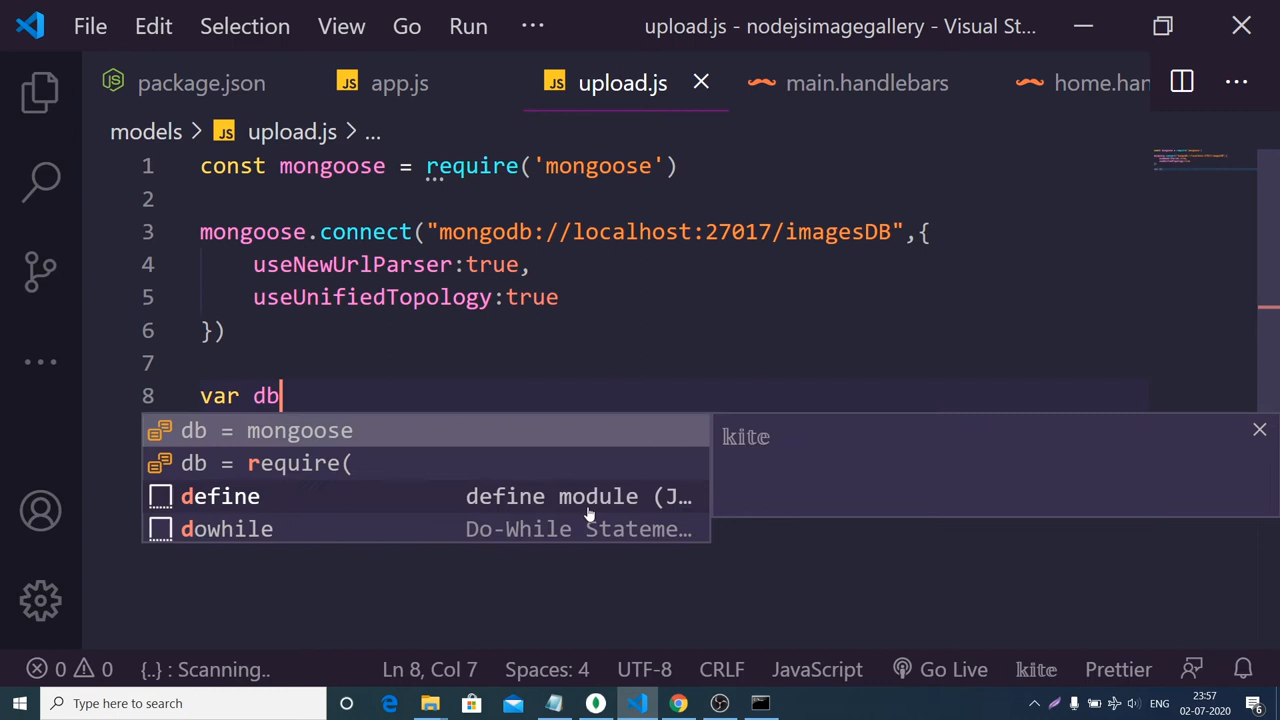 File Edit Selection View Go Run ··· upload.js - nodejsimagegallery - Visual St...
package.json app.js upload.js main.handlebars home.han ···
models > upload.js > ...
1 const mongoose = require('mongoose')
2
3 mongoose.connect("mongodb://localhost:27017/imagesDB",{
4 useNewUrlParser:true,
5 useUnifiedTopology:true
6 })
7
8 var db
db = mongoose
kite
db = require(
define define module (J...
dowhile Do-While Stateme...
0 0 {..} : Scanning.. Ln 8, Col 7 Spaces: 4 UTF-8 CRLF JavaScript Go Live kite Prettier
Type here to search
ENG
23:57
02-07-2020
6